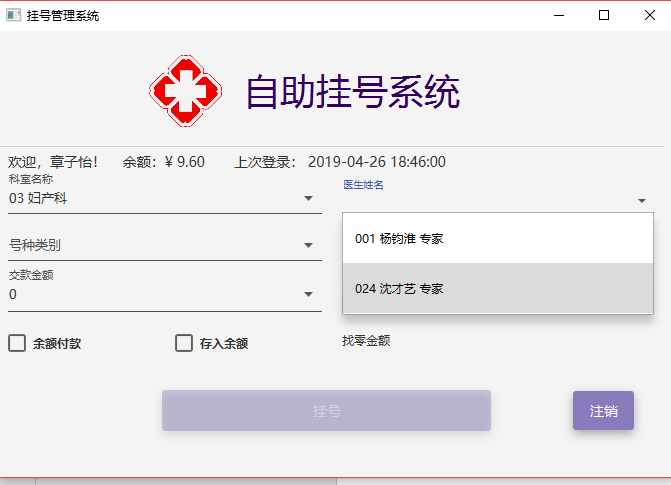 挂号管理系统
自助挂号系统
欢迎，章子怡！ 余额：¥ 9.60 上次登录： 2019-04-26 18:46:00
科室名称
03 妇产科
医生姓名
001 杨钧淮 专家
024 沈才艺 专家
号种类别
交款金额
0
余额付款
存入余额
找零金额
挂号
注销